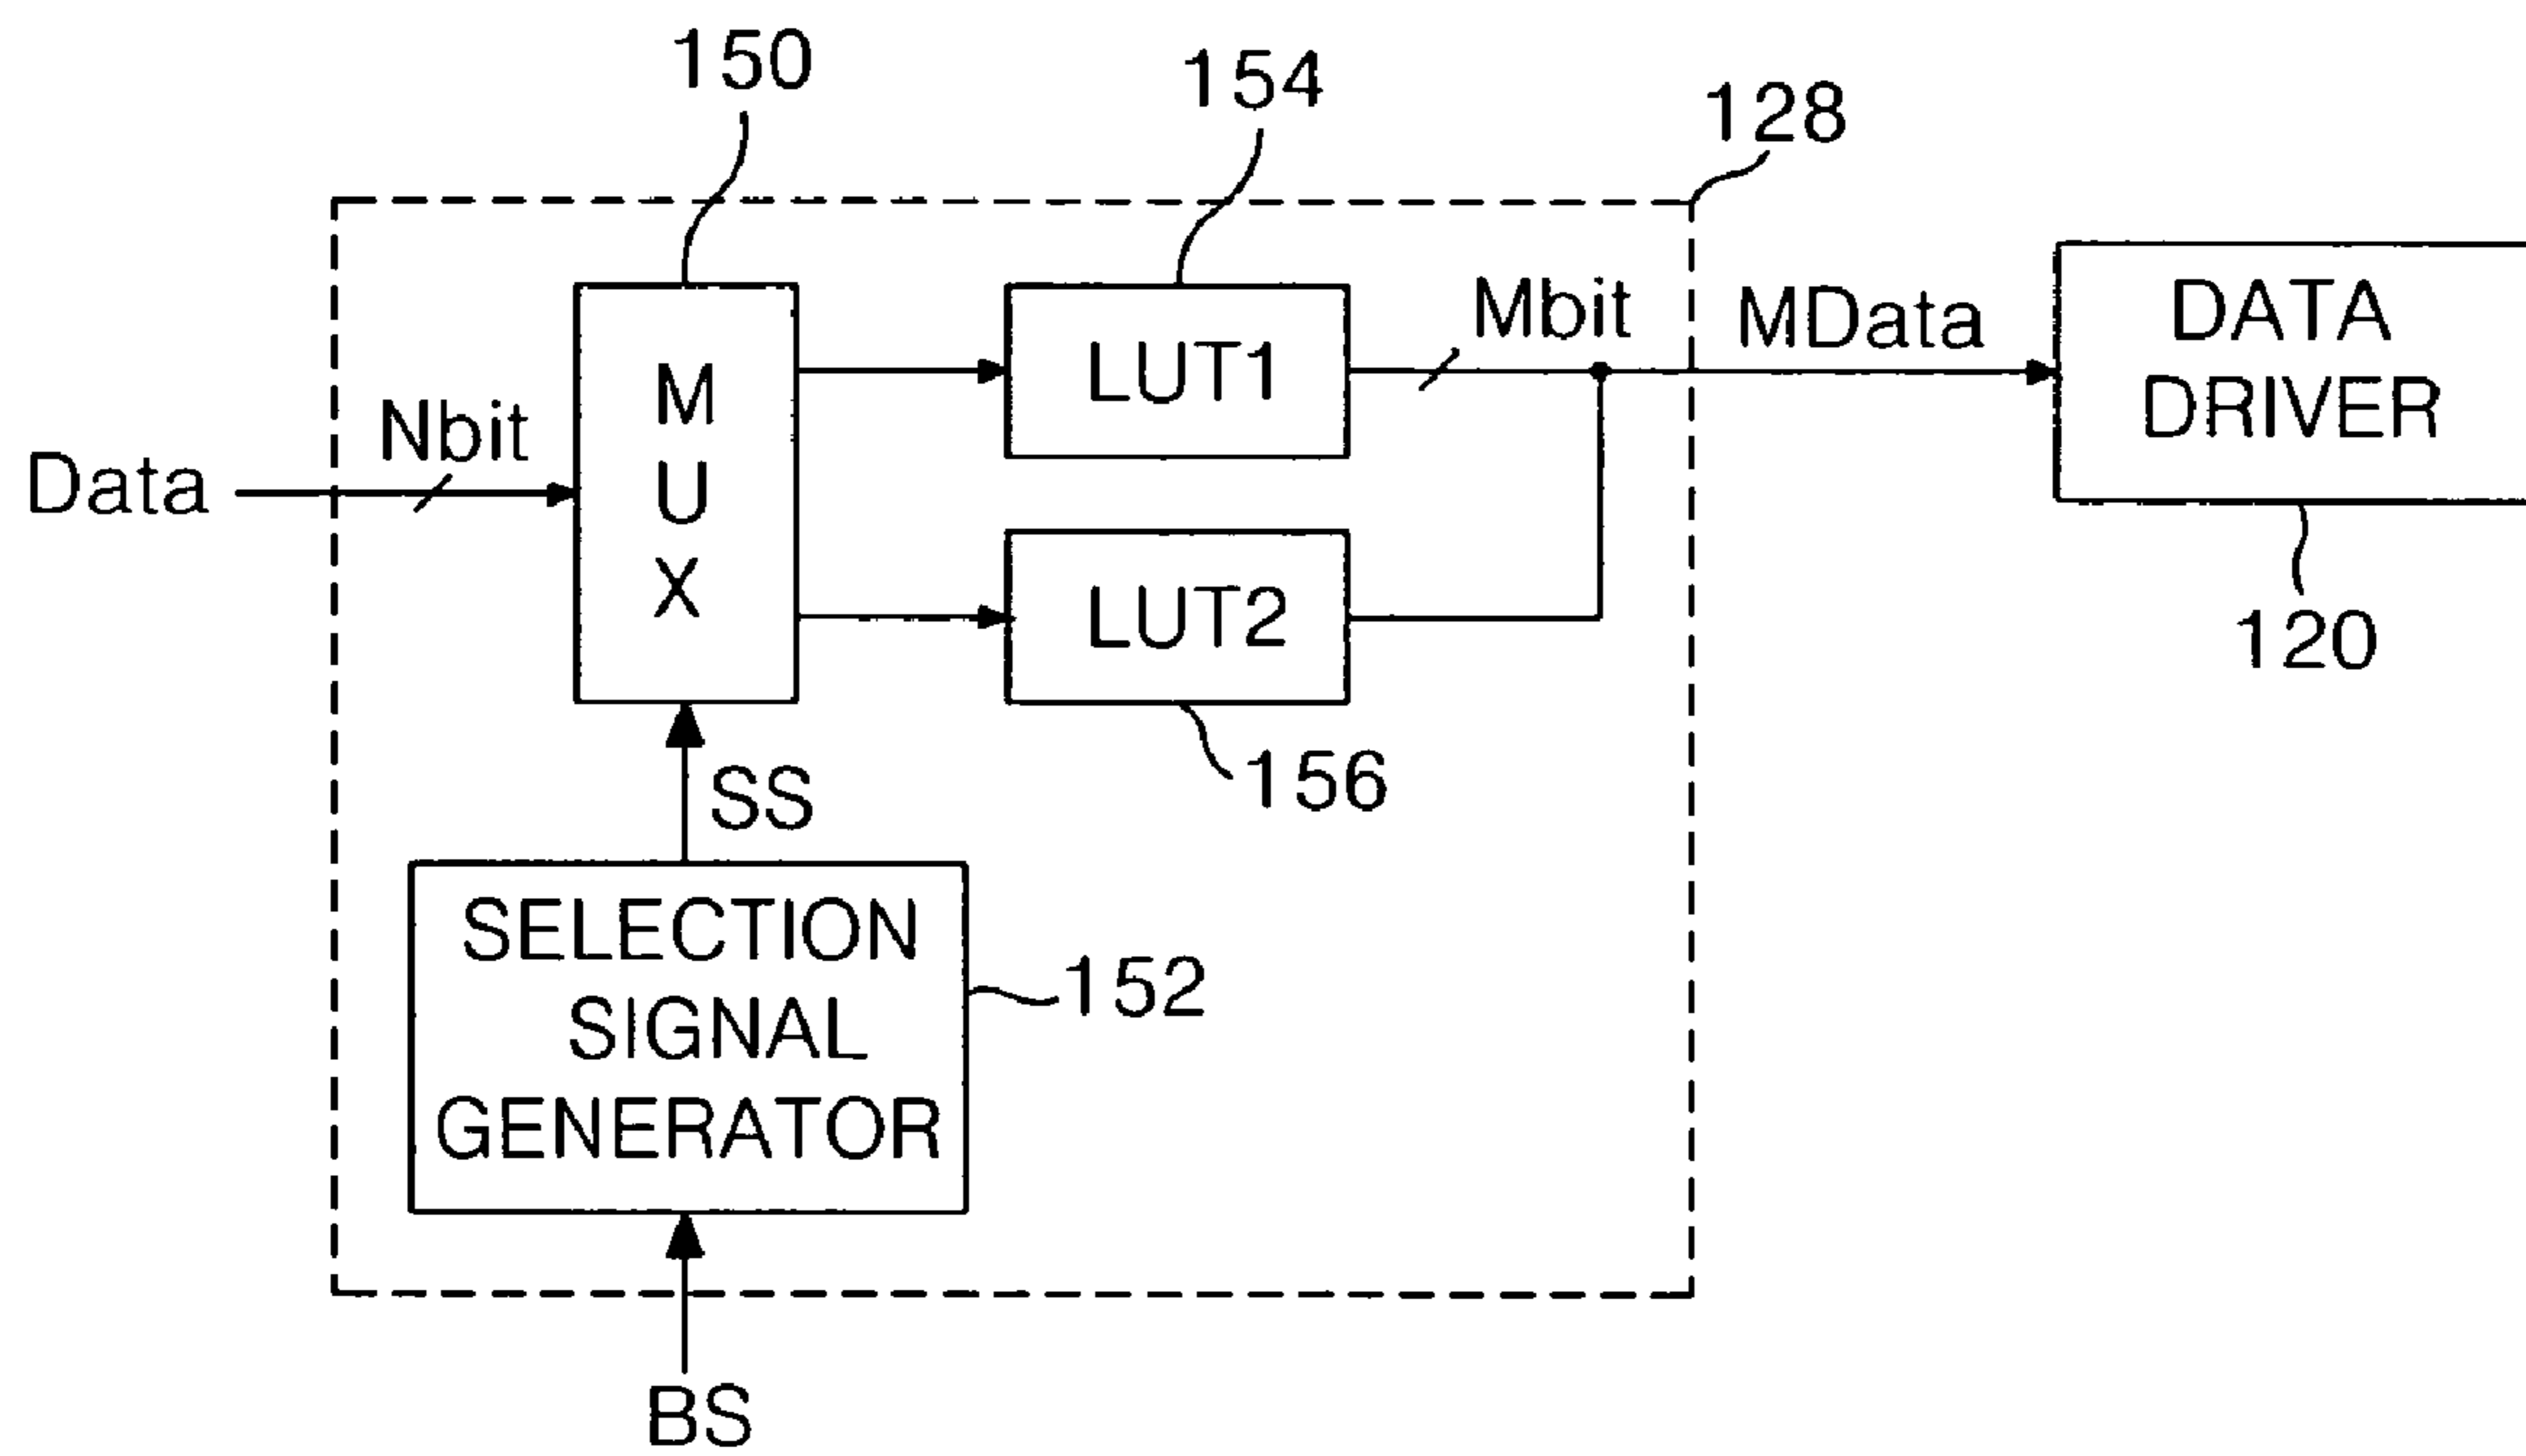 150
154
128
Mbit
MData
DATA
DRIVER
LUT1
M
U
X
Nbit
Data
LUT2
120
156
SS
SELECTION
SIGNAL
GENERATOR
152
BS